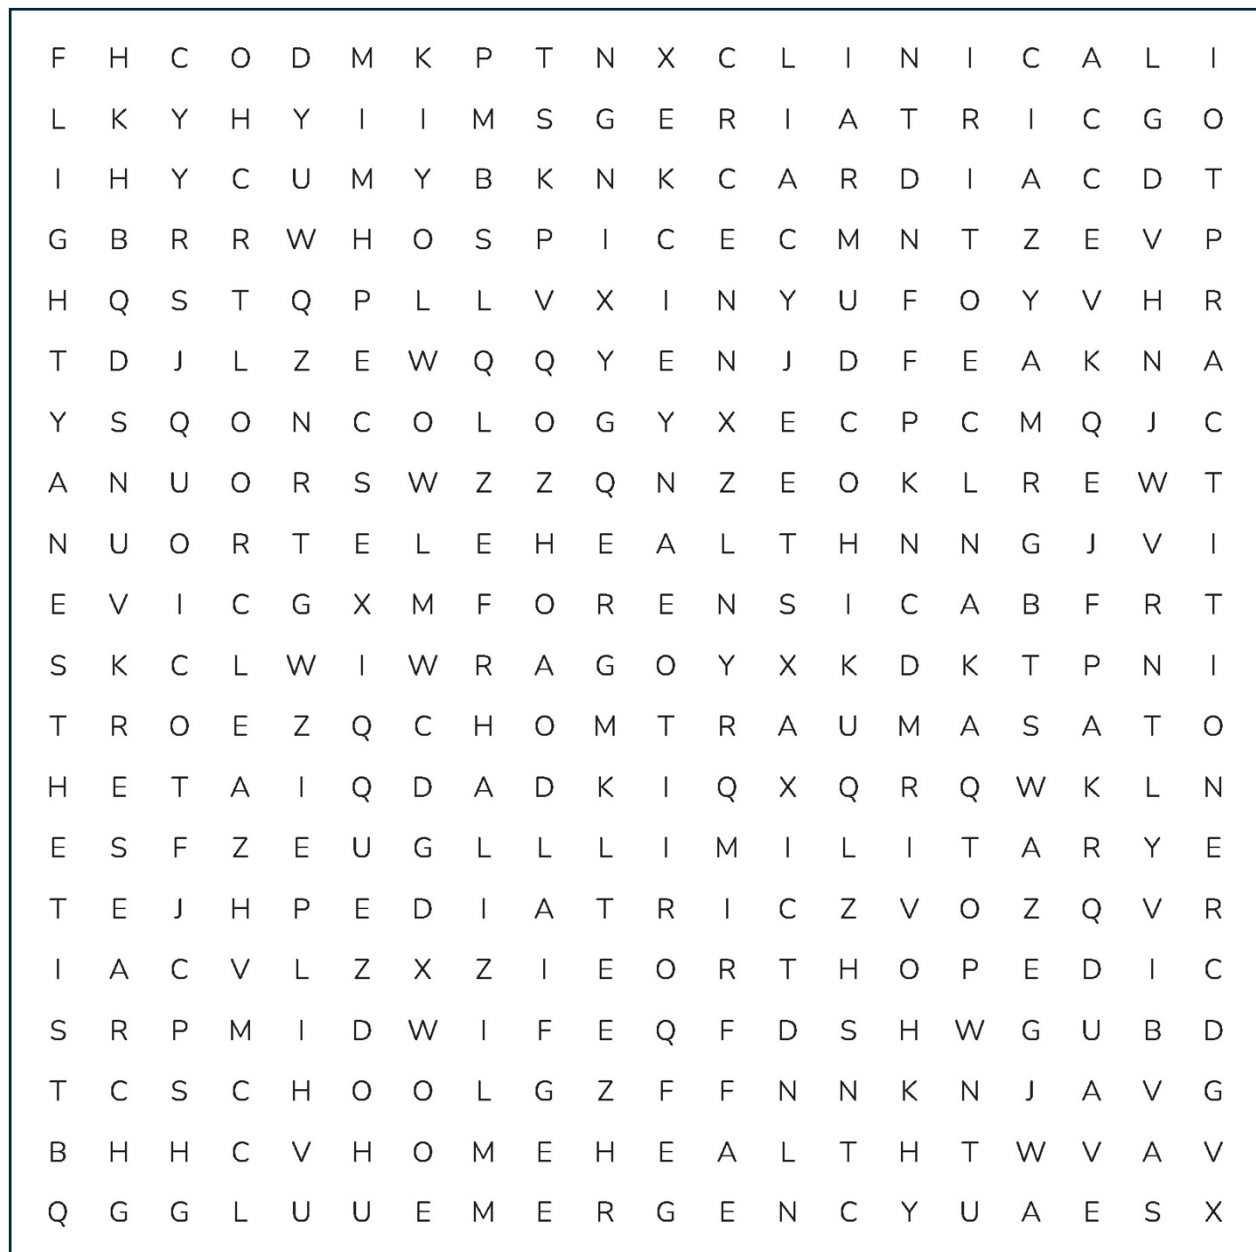 F H C O D M K P T N X C L I N I C A L I
L K Y H Y I I M S G E R I A T R I C G O
I H Y C U M Y B K N K C A R D I A C D T
G B R R W H O S P I C E C M N T Z E V P
H Q S T Q P L L V X I N Y U F O Y V H R
T D J L Z E W Q Q Y E N J D F E A K N A
Y S Q O N C O L O G Y X E C P C M Q J C
A N U O R S W Z Z Q N Z E O K L R E W T
N U O R T E L E H E A L T H N N G J V I
E V I C G X M F O R E N S I C A B F R T
S K C L W I W R A G O Y X K D K T P N I
T R O E Z Q C H O M T R A U M A S A T O
H E T A I Q D A D K I Q X Q R Q W K L N
E S F Z E U G L L L I M I L I T A R Y E
T E J H P E D I A T R I C Z V O Z Q V R
I A C V L Z X Z I E O R T H O P E D I C
S R P M I D W I F E Q F D S H W G U B D
T C S C H O O L G Z F F N N K N J A V G
B H H C V H O M E H E A L T H T W V A V
Q G G L U U E M E R G E N C Y U A E S X